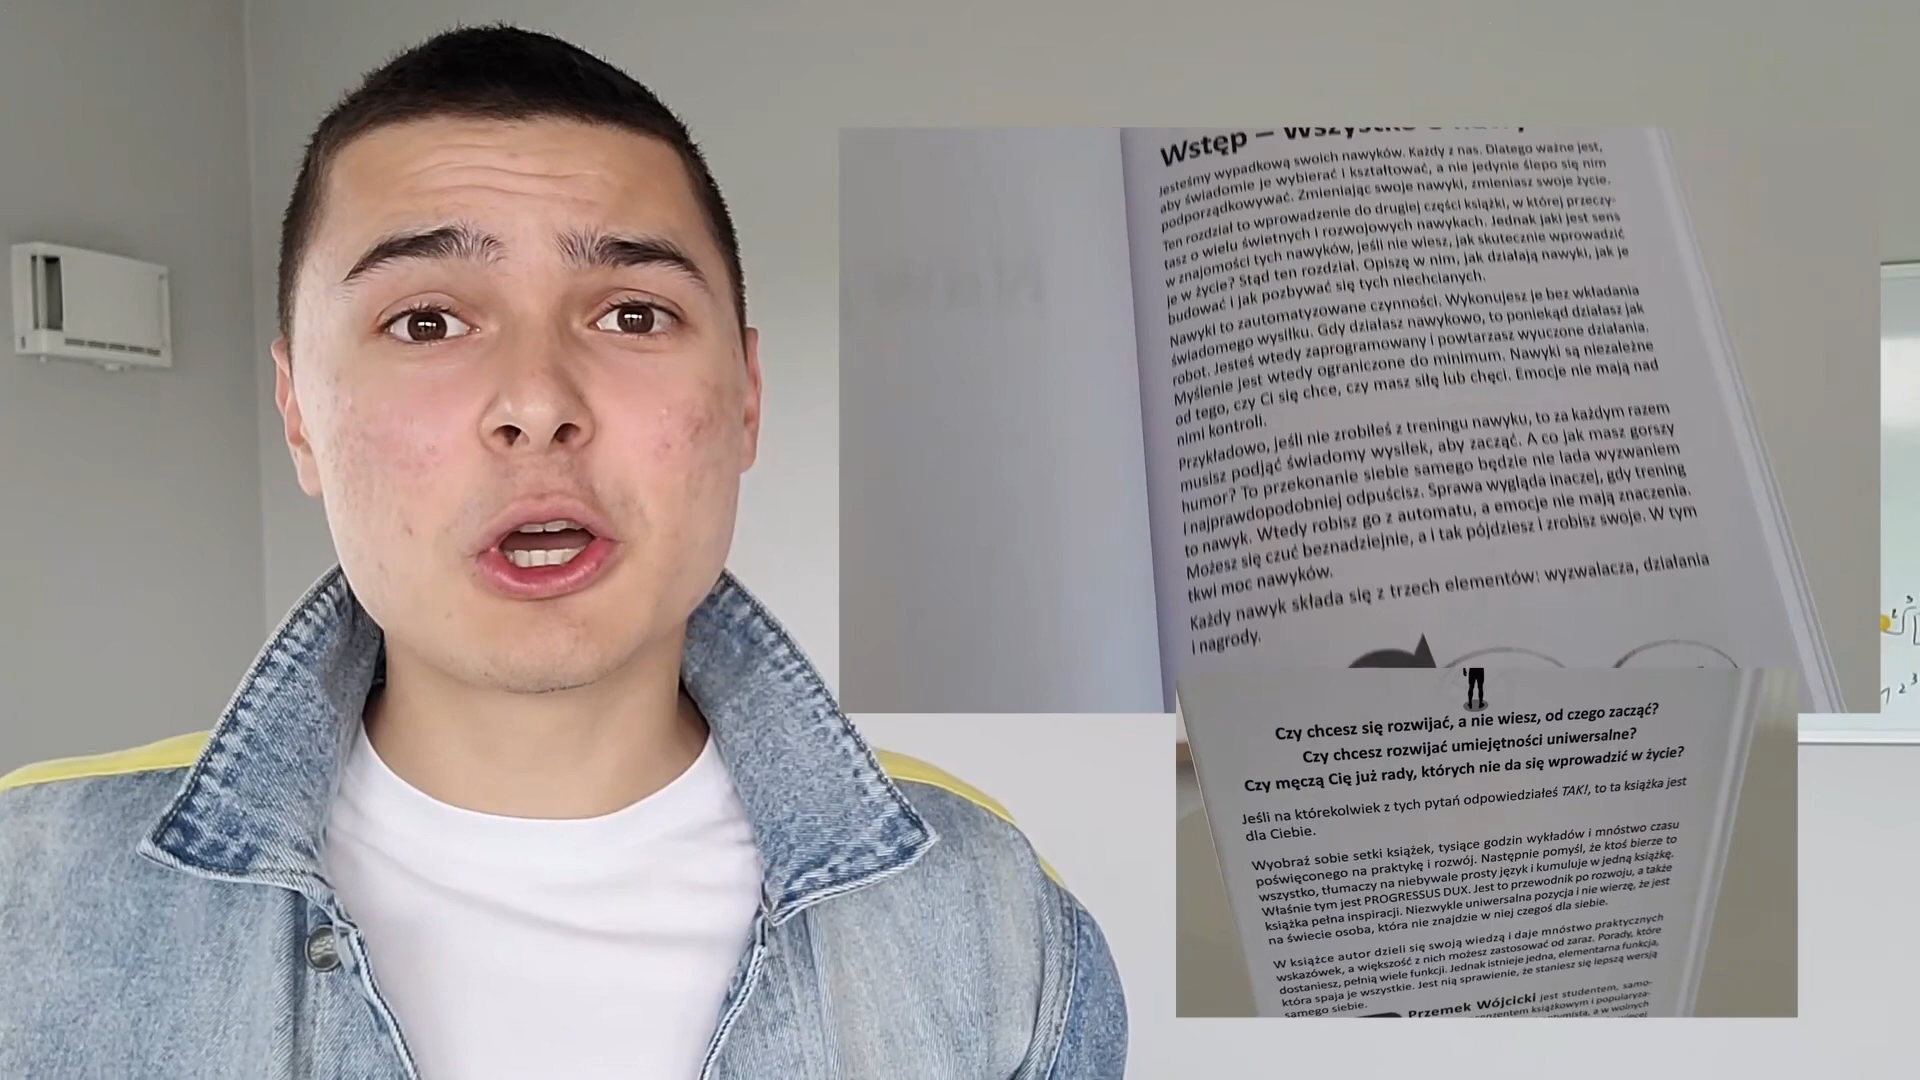 Wstęp – Wszystko o
Jesteśmy wypadkową swoich nawyków. Każdy z nas. Dlatego ważne jest,
aby świadomie je wybierać i kształtować, a nie jedynie ślepo się nim
podporządkowywać. Zmieniając swoje nawyki, zmieniasz swoje życie.
Ten rozdział to wprowadzenie do drugiej części książki, w której przeczy-
tasz o wielu świetnych i rozwojowych nawykach. Jednak jaki jest sens
w znajomości tych nawyków, jeśli nie wiesz, jak skutecznie wprowadzić
je w życie? Stąd ten rozdział. Opiszę w nim, jak działają nawyki, jak je
budować i jak pozbywać się tych niechcianych.
Nawyki to zautomatyzowane czynności. Wykonujesz je bez wkładania
świadomego wysiłku. Gdy działasz nawykowo, to poniekąd działasz jak
robot. Jesteś wtedy zaprogramowany i powtarzasz wyuczone działania.
Myślenie jest wtedy ograniczone do minimum. Nawyki są niezależne
od tego, czy Ci się chce, czy masz siłę lub chęci. Emocje nie mają nad
nimi kontroli.
Przykładowo, jeśli nie zrobiłeś z treningu nawyku, to za każdym razem
musisz podjąć świadomy wysiłek, aby zacząć. A co jak masz gorszy
humor? To przekonanie siebie samego będzie nie lada wyzwaniem
i najprawdopodobniej odpuścisz. Sprawa wygląda inaczej, gdy trening
to nawyk. Wtedy robisz go z automatu, a emocje nie mają znaczenia.
Możesz się czuć beznadziejnie, a i tak pójdziesz i zrobisz swoje. W tym
tkwi moc nawyków.
Każdy nawyk składa się z trzech elementów: wyzwalacza, działania
i nagrody.
Czy chcesz się rozwijać, a nie wiesz, od czego zacząć?
Czy chcesz rozwijać umiejętności uniwersalne?
Czy męczą Cię już rady, których nie da się wprowadzić w życie?
Jeśli na którekolwiek z tych pytań odpowiedziałeś TAK!, to ta książka jest
dla Ciebie.
Wyobraź sobie setki książek, tysiące godzin wykładów i mnóstwo czasu
poświęconego na praktykę i rozwój. Następnie pomyśl, że ktoś bierze to
wszystko, tłumaczy na niebywale prosty język i kumuluje w jedną książkę.
Właśnie tym jest PROGRESSUS DUX. Jest to przewodnik po rozwoju, a także
książka pełna inspiracji. Niezwykle uniwersalna pozycja i nie wierzę, że jest
na świecie osoba, która nie znajdzie w niej czegoś dla siebie.
W książce autor dzieli się swoją wiedzą i daje mnóstwo praktycznych
wskazówek, a większość z nich możesz zastosować od zaraz. Porady, które
dostaniesz, pełnią wiele funkcji. Jednak istnieje jedna, elementarna funkcja,
która spaja je wszystkie. Jest nią sprawienie, że staniesz się lepszą wersją
samego siebie.
Przemek Wójcicki jest studentem, samo-
książkowym i popularyza-
a w wolnych